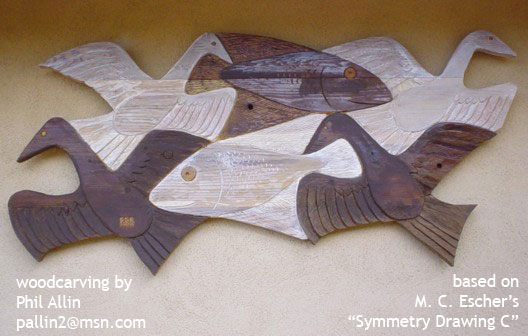 woodcarving by
Phil Allin
pallin2@msn.com
based on
M. C. Escher's
“Symmetry Drawing C”